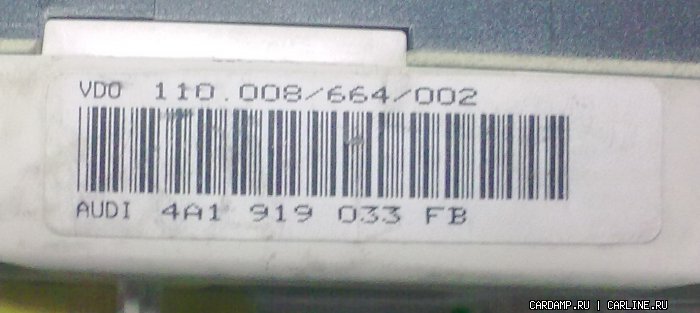 VDO 110.008/664/002
AUDI 4A1 919 033 FB
CARDAMP.RU | CARLINE.RU